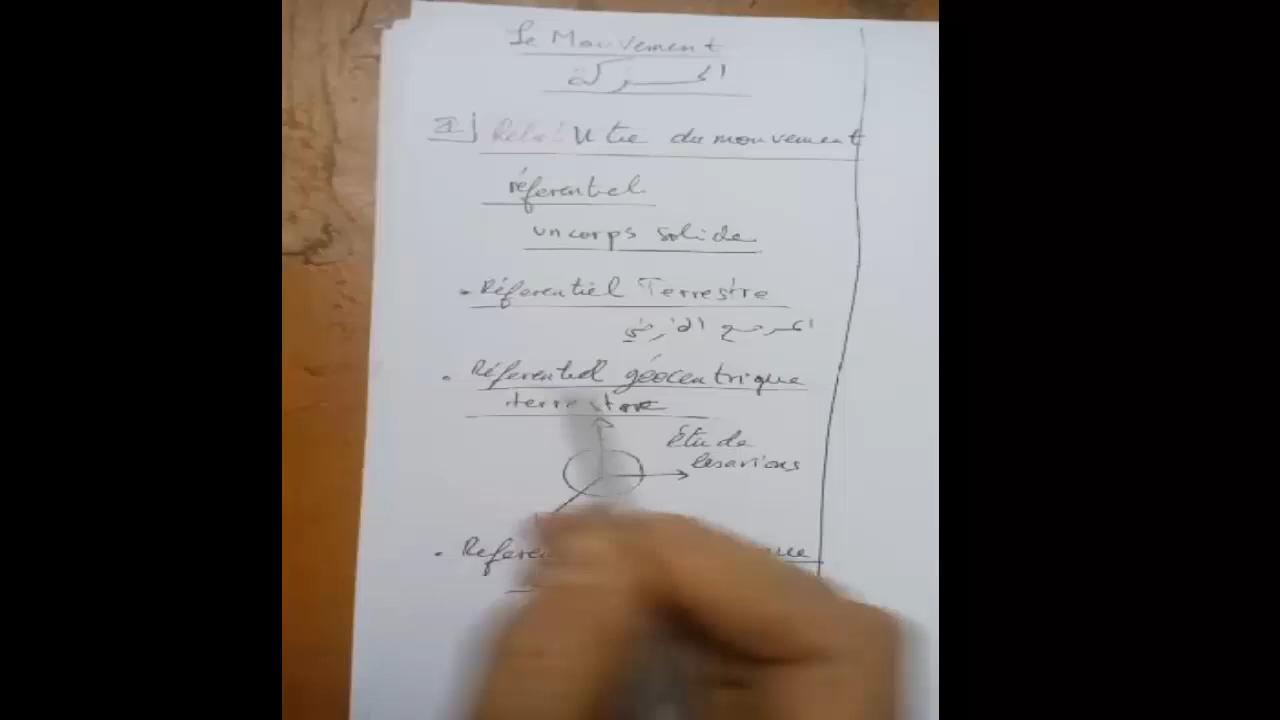 Le Mouvement
الحركة
Relativite du mouvement
référentiel
un corps solide
. Référentiel Terrestre
المرجع الأرضي
. Référentiel géocentrique
terrestre
Étude
les avions
. Référen